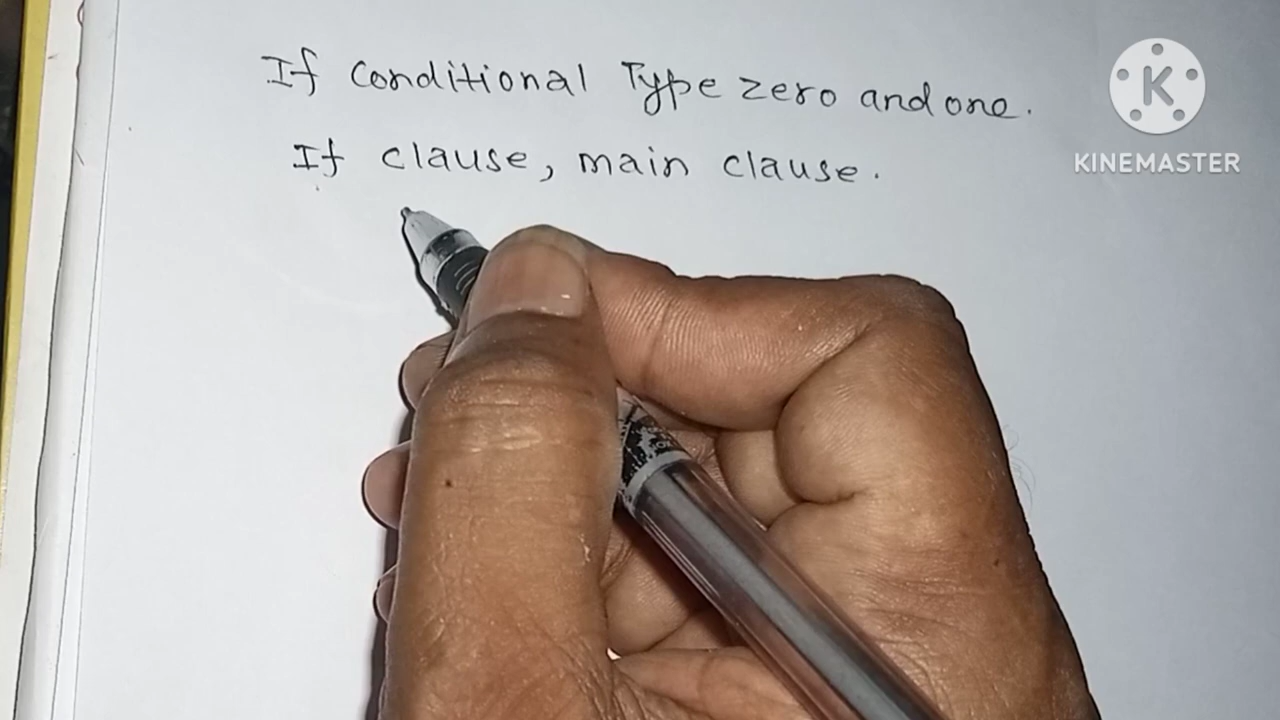 If conditional Type zero and one.
If clause, main clause.
K
KINEMASTER